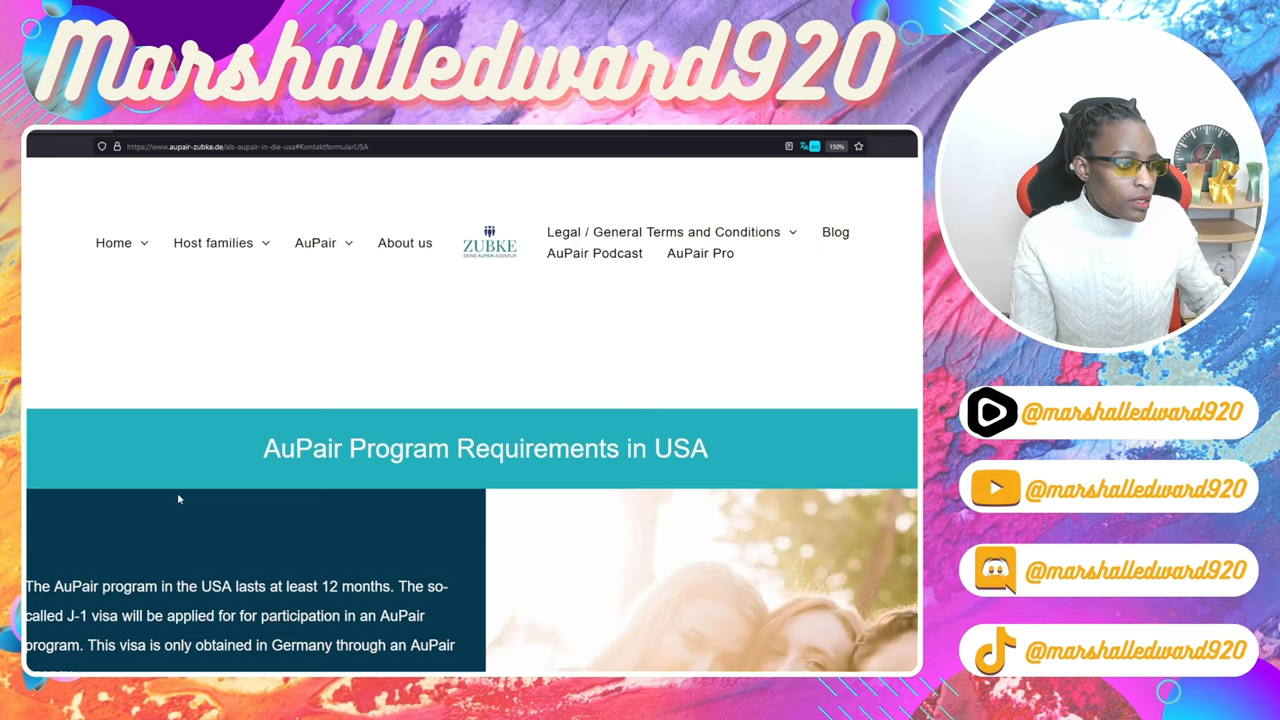 Marshalledward920
https://www.aupair-zubke.de/als-aupair-in-die-usa#KontaktformularUSA
150%
Home
Host families
AuPair
About us
ZUBKE
DEINE AUPAIR-AGENTUR
Legal / General Terms and Conditions
Blog
AuPair Podcast
AuPair Pro
AuPair Program Requirements in USA
The AuPair program in the USA lasts at least 12 months. The so-
called J-1 visa will be applied for for participation in an AuPair
program. This visa is only obtained in Germany through an AuPair
@marshalledward920
@marshalledward920
@marshalledward920
@marshalledward920